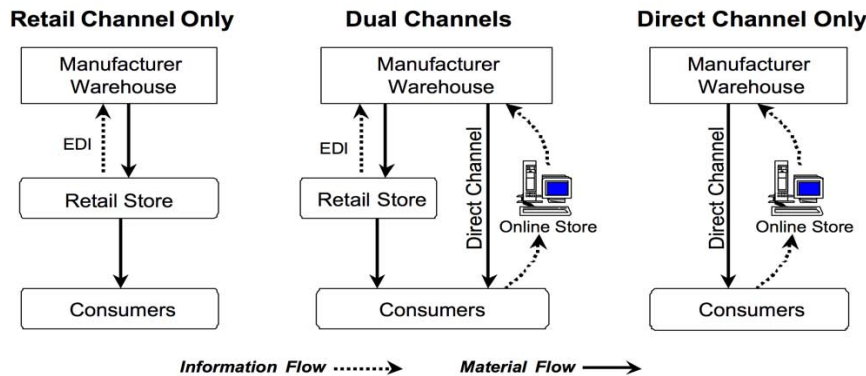 Retail Channel Only
Dual Channels
Direct Channel Only
Manufacturer
Warehouse
Manufacturer
Warehouse
Manufacturer
Warehouse
EDI
EDI
Direct Channel
Direct Channel
Retail Store
Retail Store
Online Store
Online Store
Consumers
Consumers
Consumers
Information Flow
Material Flow